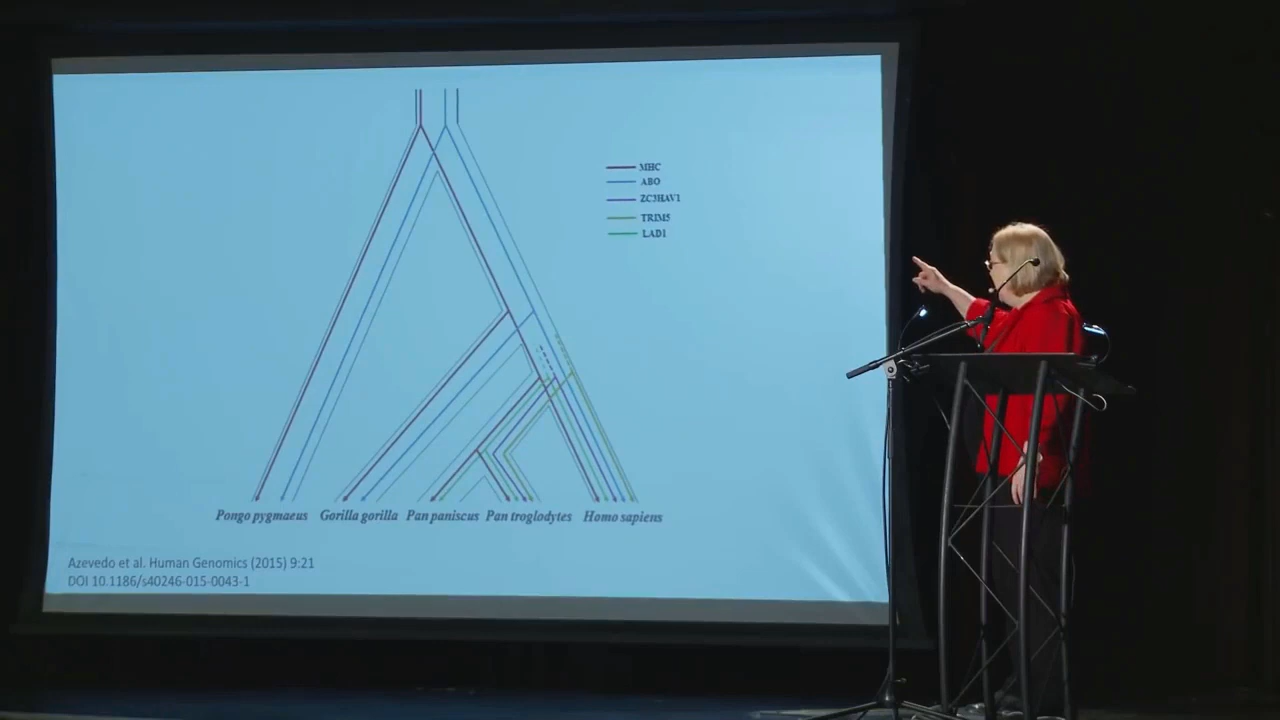 MHC
ABO
ZC3HAV1
TRIM5
LAD1
Pongo pygmaeus Gorilla gorilla Pan paniscus Pan troglodytes Homo sapiens
Azevedo et al. Human Genomics (2015) 9:21
DOI 10.1186/s40246-015-0043-1